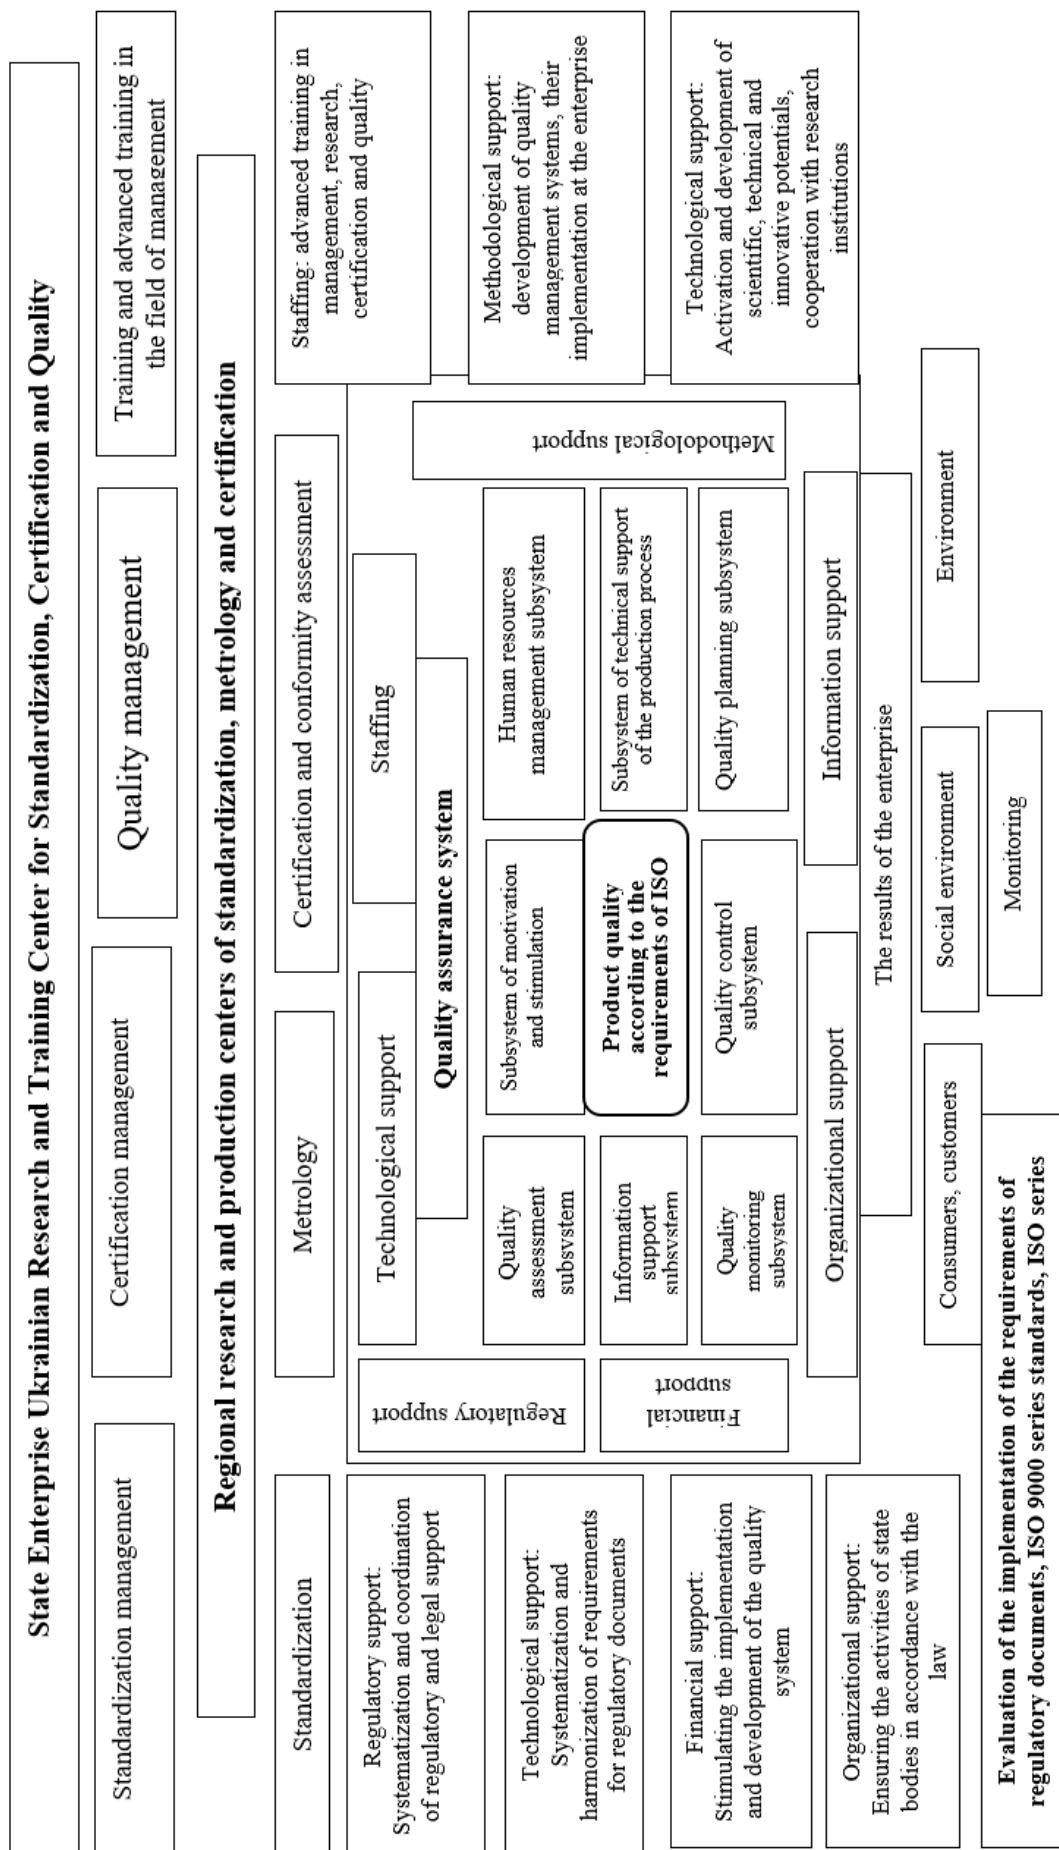 State Enterprise Ukrainian Research and Training Center for Standardization, Certification and Quality
Standardization management
Certification management
Quality management
Training and advanced training in
the field of management
Regional research and production centers of standardization, metrology and certification
Standardization
Metrology
Certification and conformity assessment
Staffing: advanced training in
management, research,
certification and quality
Regulatory support:
Systematization and coordination
of regulatory and legal support
Technological support:
Systematization and
harmonization of requirements
for regulatory documents
Financial support:
Stimulating the implementation
and development of the quality
system
Organizational support:
Ensuring the activities of state
bodies in accordance with the
law
Regulatory support
Financial
support
Technological support
Staffing
Quality assurance system
Quality
assessment
subsystem
Subsystem of motivation
and stimulation
Human resources
management subsystem
Information
support
subsystem
Product quality
according to the
requirements of ISO
Subsystem of technical support
of the production process
Quality
monitoring
subsystem
Quality control
subsystem
Quality planning subsystem
Organizational support
Information support
Methodological support
Methodological support:
development of quality
management systems, their
implementation at the enterprise
Technological support:
Activation and development of
scientific, technical and
innovative potentials,
cooperation with research
institutions
The results of the enterprise
Consumers, customers
Social environment
Environment
Evaluation of the implementation of the requirements of
regulatory documents, ISO 9000 series standards, ISO series
Monitoring